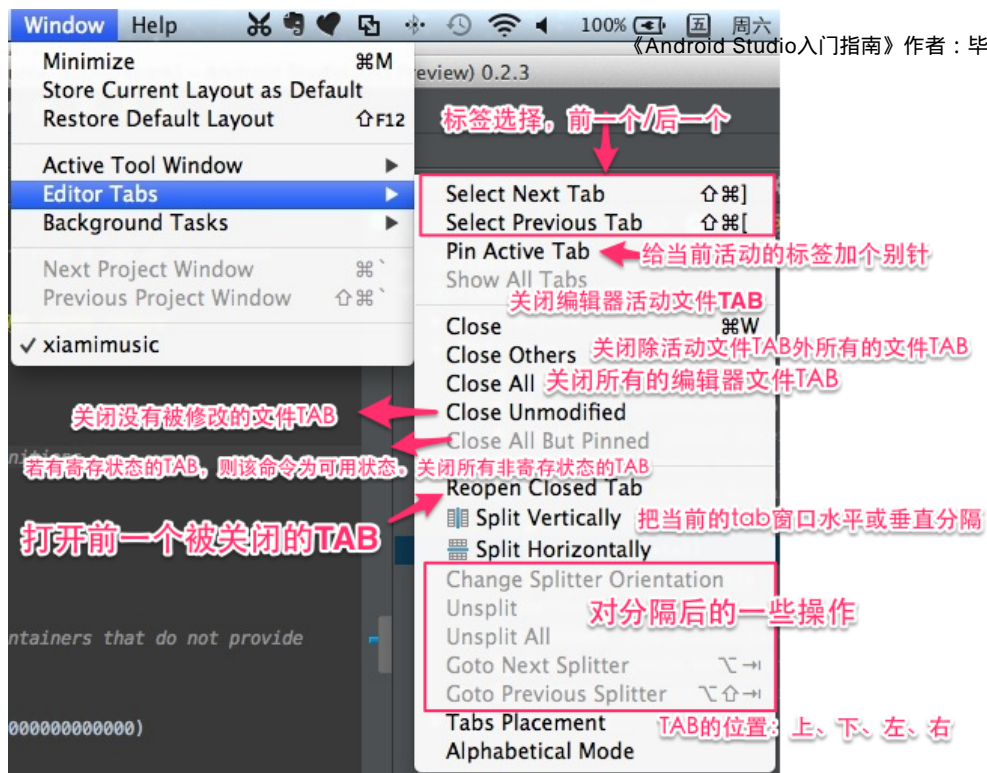 Window Help 100% 五 周六
《Android Studio入门指南》作者：毕
eview) 0.2.3
Minimize ⌘M
Store Current Layout as Default
Restore Default Layout ⇧F12
Active Tool Window
Editor Tabs
Background Tasks
Next Project Window ⌘`
Previous Project Window ⇧⌘`
✓ xiamimusic
标签选择，前一个/后一个
Select Next Tab ⇧⌘]
Select Previous Tab ⇧⌘[
Pin Active Tab 给当前活动的标签加个别针
Show All Tabs
关闭编辑器活动文件TAB
Close ⌘W
Close Others 关闭除活动文件TAB外所有的文件TAB
Close All 关闭所有的编辑器文件TAB
关闭没有被修改的文件TAB Close Unmodified
Close All But Pinned
若有寄存状态的TAB，则该命令为可用状态。关闭所有非寄存状态的TAB
Reopen Closed Tab
打开前一个被关闭的TAB
Split Vertically 把当前的tab窗口水平或垂直分隔
Split Horizontally
Change Splitter Orientation
Unsplit 对分隔后的一些操作
Unsplit All
ntainers that do not provide
Goto Next Splitter ⌥⇥
Goto Previous Splitter ⌥⇧⇥
Tabs Placement TAB的位置：上、下、左、右
000000000000)
Alphabetical Mode